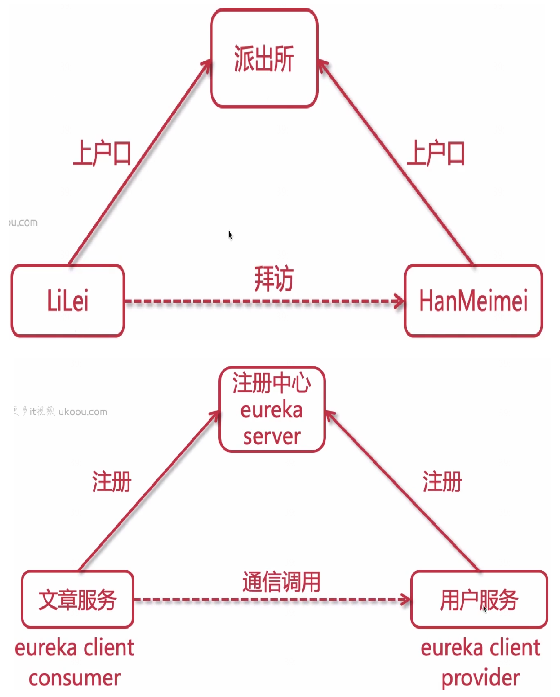 派出所
上户口
上户口
u.com
LiLei
拜访
HanMeimei
注册中心
eureka
server
ukoou.com
注册
注册
文章服务
通信调用
用户服务
eureka client
consumer
eureka client
provider